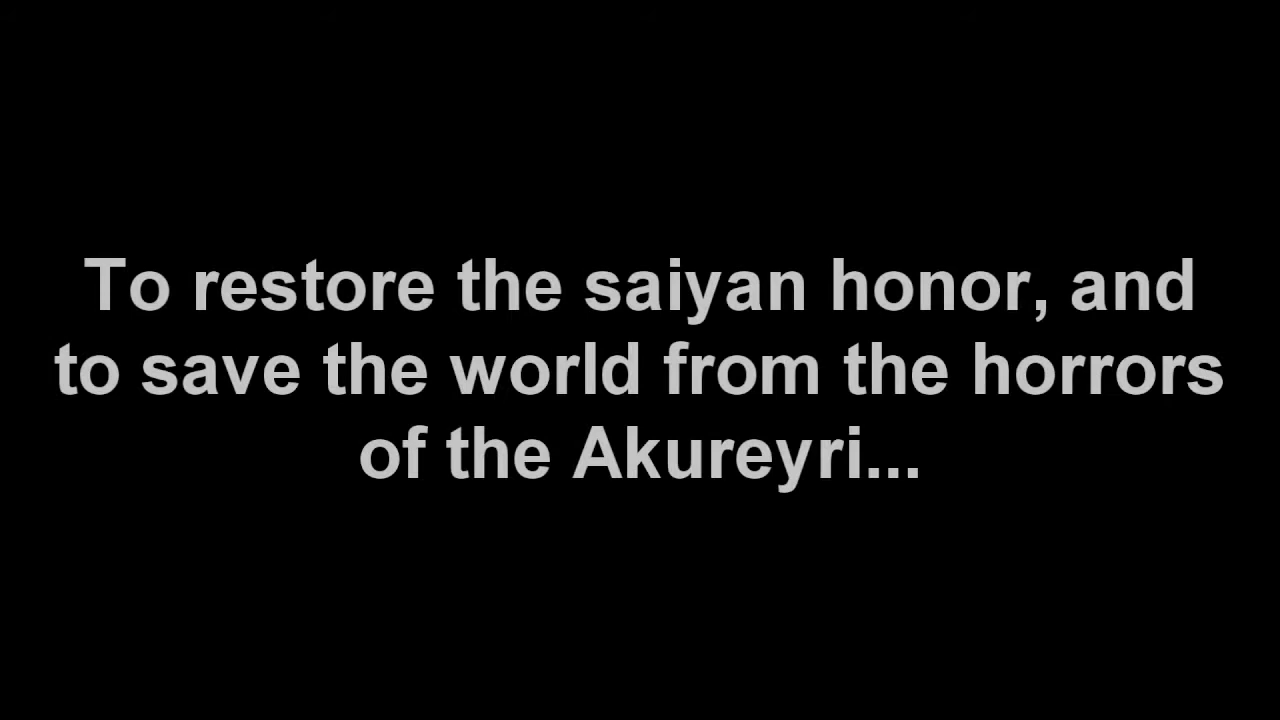 To restore the saiyan honor, and
to save the world from the horrors
of the Akureyri...